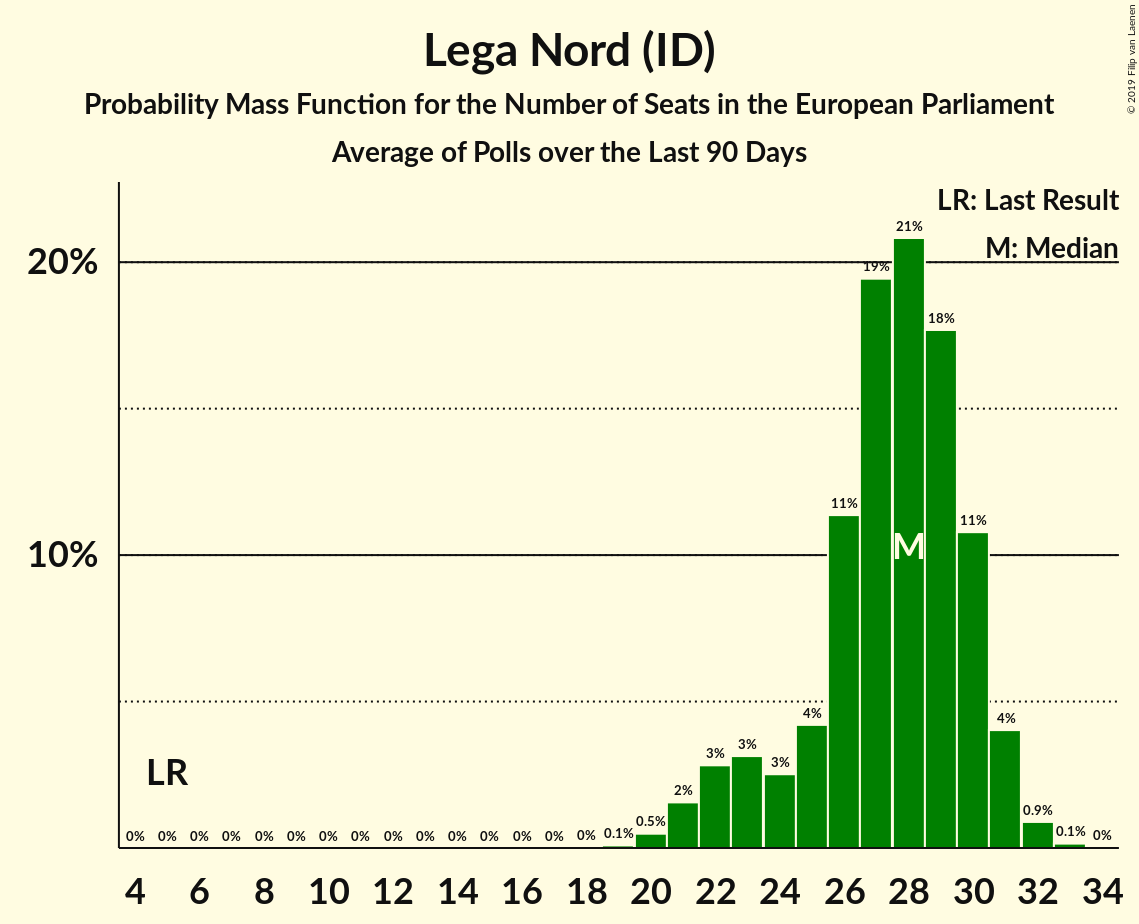 Lega Nord (ID)
Probability Mass Function for the Number of Seats in the European Parliament
Average of Polls over the Last 90 Days
© 2019 Filip van Laenen
LR: Last Result
M: Median
20%
10%
0% 0% 0% 0% 0% 0% 0% 0% 0% 0% 0% 0% 0% 0% 0% 0.1% 0.5% 2% 3% 3% 3% 4% 11% 19% 21% 18% 11% 4% 0.9% 0.1% 0%
LR
M
4 6 8 10 12 14 16 18 20 22 24 26 28 30 32 34